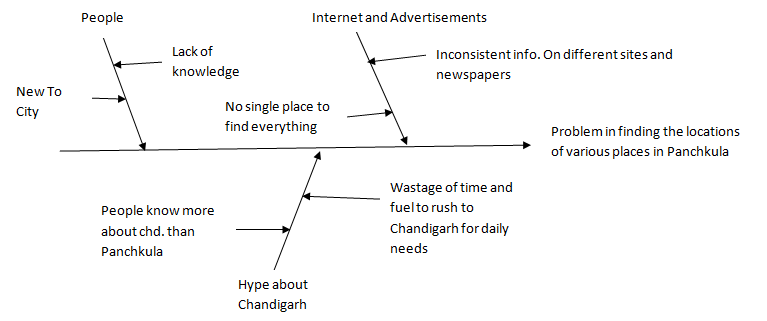 People
Internet and Advertisements
Lack of
knowledge
Inconsistent info. On different sites and
newspapers
New To
City
No single place to
find everything
Problem in finding the locations
of various places in Panchkula
Wastage of time and
fuel to rush to
Chandigarh for daily
needs
People know more
about chd. than
Panchkula
Hype about
Chandigarh